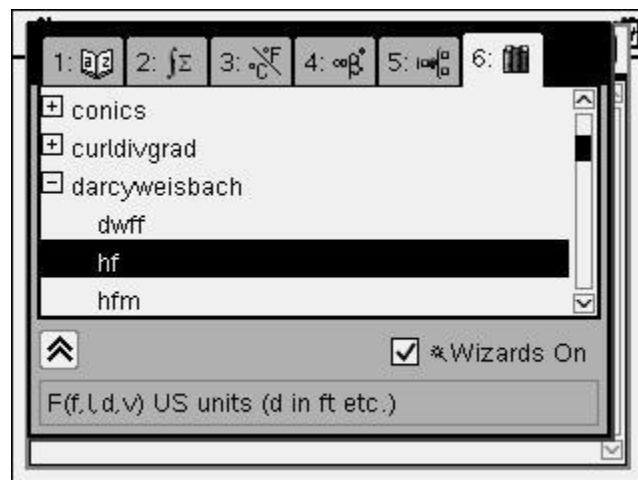 1: 2: ∫Σ 3: °C°F 4: ∞β° 5: 6:
conics
curldivgrad
darcyweisbach
dwff
hf
hfm
Wizards On
F(f,l,d,v) US units (d in ft etc.)